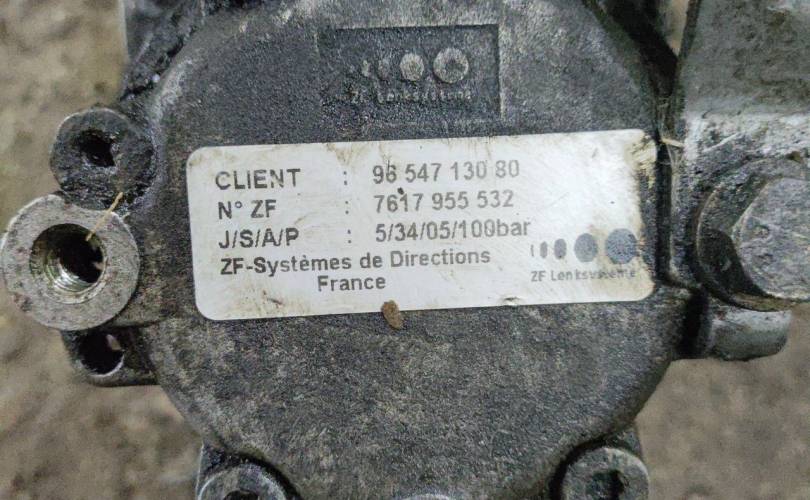 ZF Lenksysteme
CLIENT : 96 547 130 80
N° ZF : 7617 955 532
J/S/A/P : 5/34/05/100bar
ZF-Systèmes de Directions
France
ZF Lenksysteme